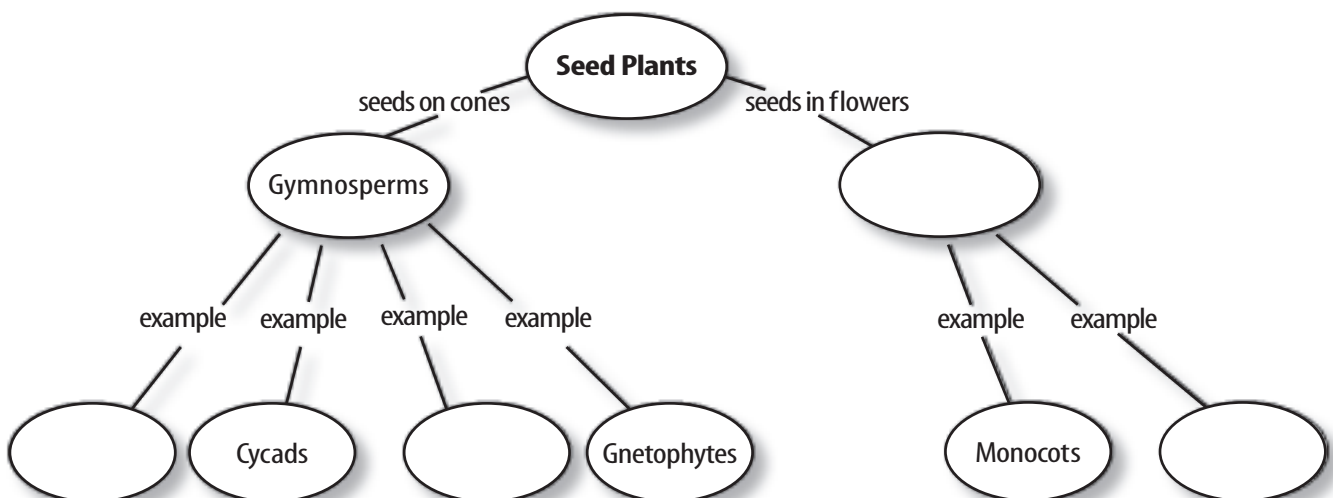 Seed Plants
seeds on cones
seeds in flowers
Gymnosperms
example
example
example
example
example
example
Cycads
Gnetophytes
Monocots